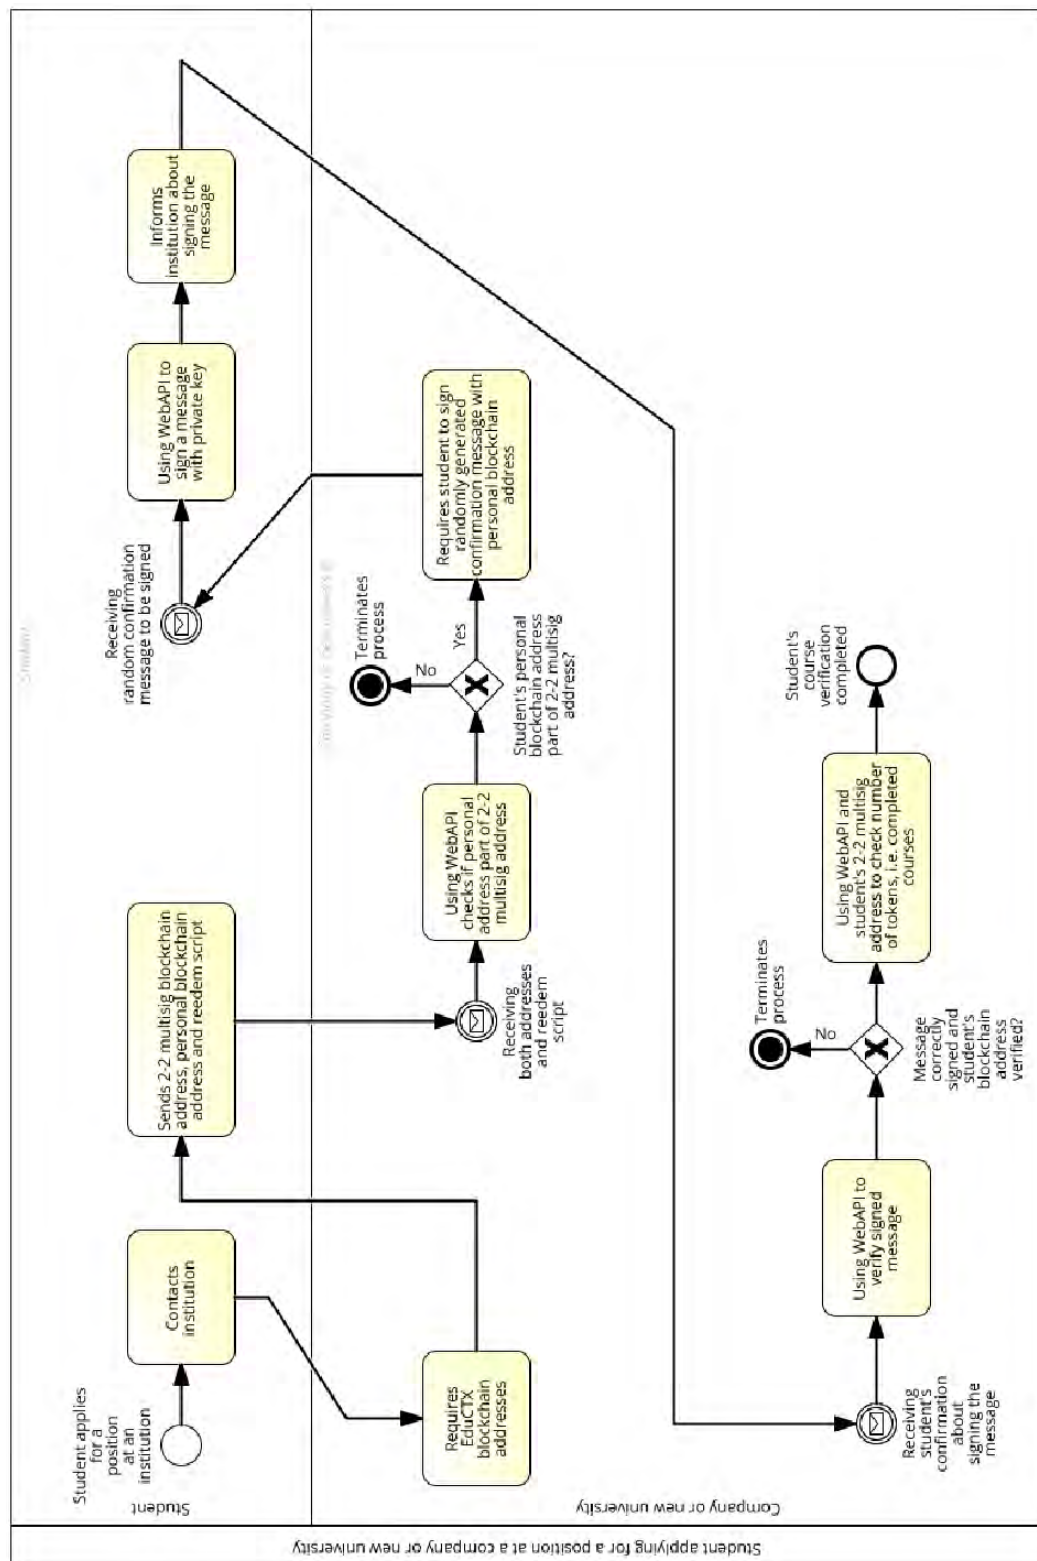 Student applying for a position at a company or new university
Student
Company or new university
Student applies
for a
position
at an
institution
Contacts
institution
Requires
EduCTX
blockchain
addresses
Sends 2-2 multisig blockchain
address, personal blockchain
address and reedem script
Receiving
both addresses
and reedem
script
Using WebAPI
checks if personal
address part of 2-2
multisig address
Student's personal
blockchain address
part of 2-2 multisig
address?
No
Terminates
process
Yes
Requires student to sign
randomly generated
confirmation message with
personal blockchain
address
Receiving
random confirmation
message to be signed
Using WebAPI to
sign a message
with private key
Informs
institution about
signing the
message
Receiving
student's
confirmation
about
signing the
message
Using WebAPI to
verify signed
message
Message
correctly
signed and
student's
blockchain
address
verified?
No
Terminates
process
Using WebAPI and
student's 2-2 multisig
address to check number
of tokens, i.e. completed
courses
Student's
course
verification
completed